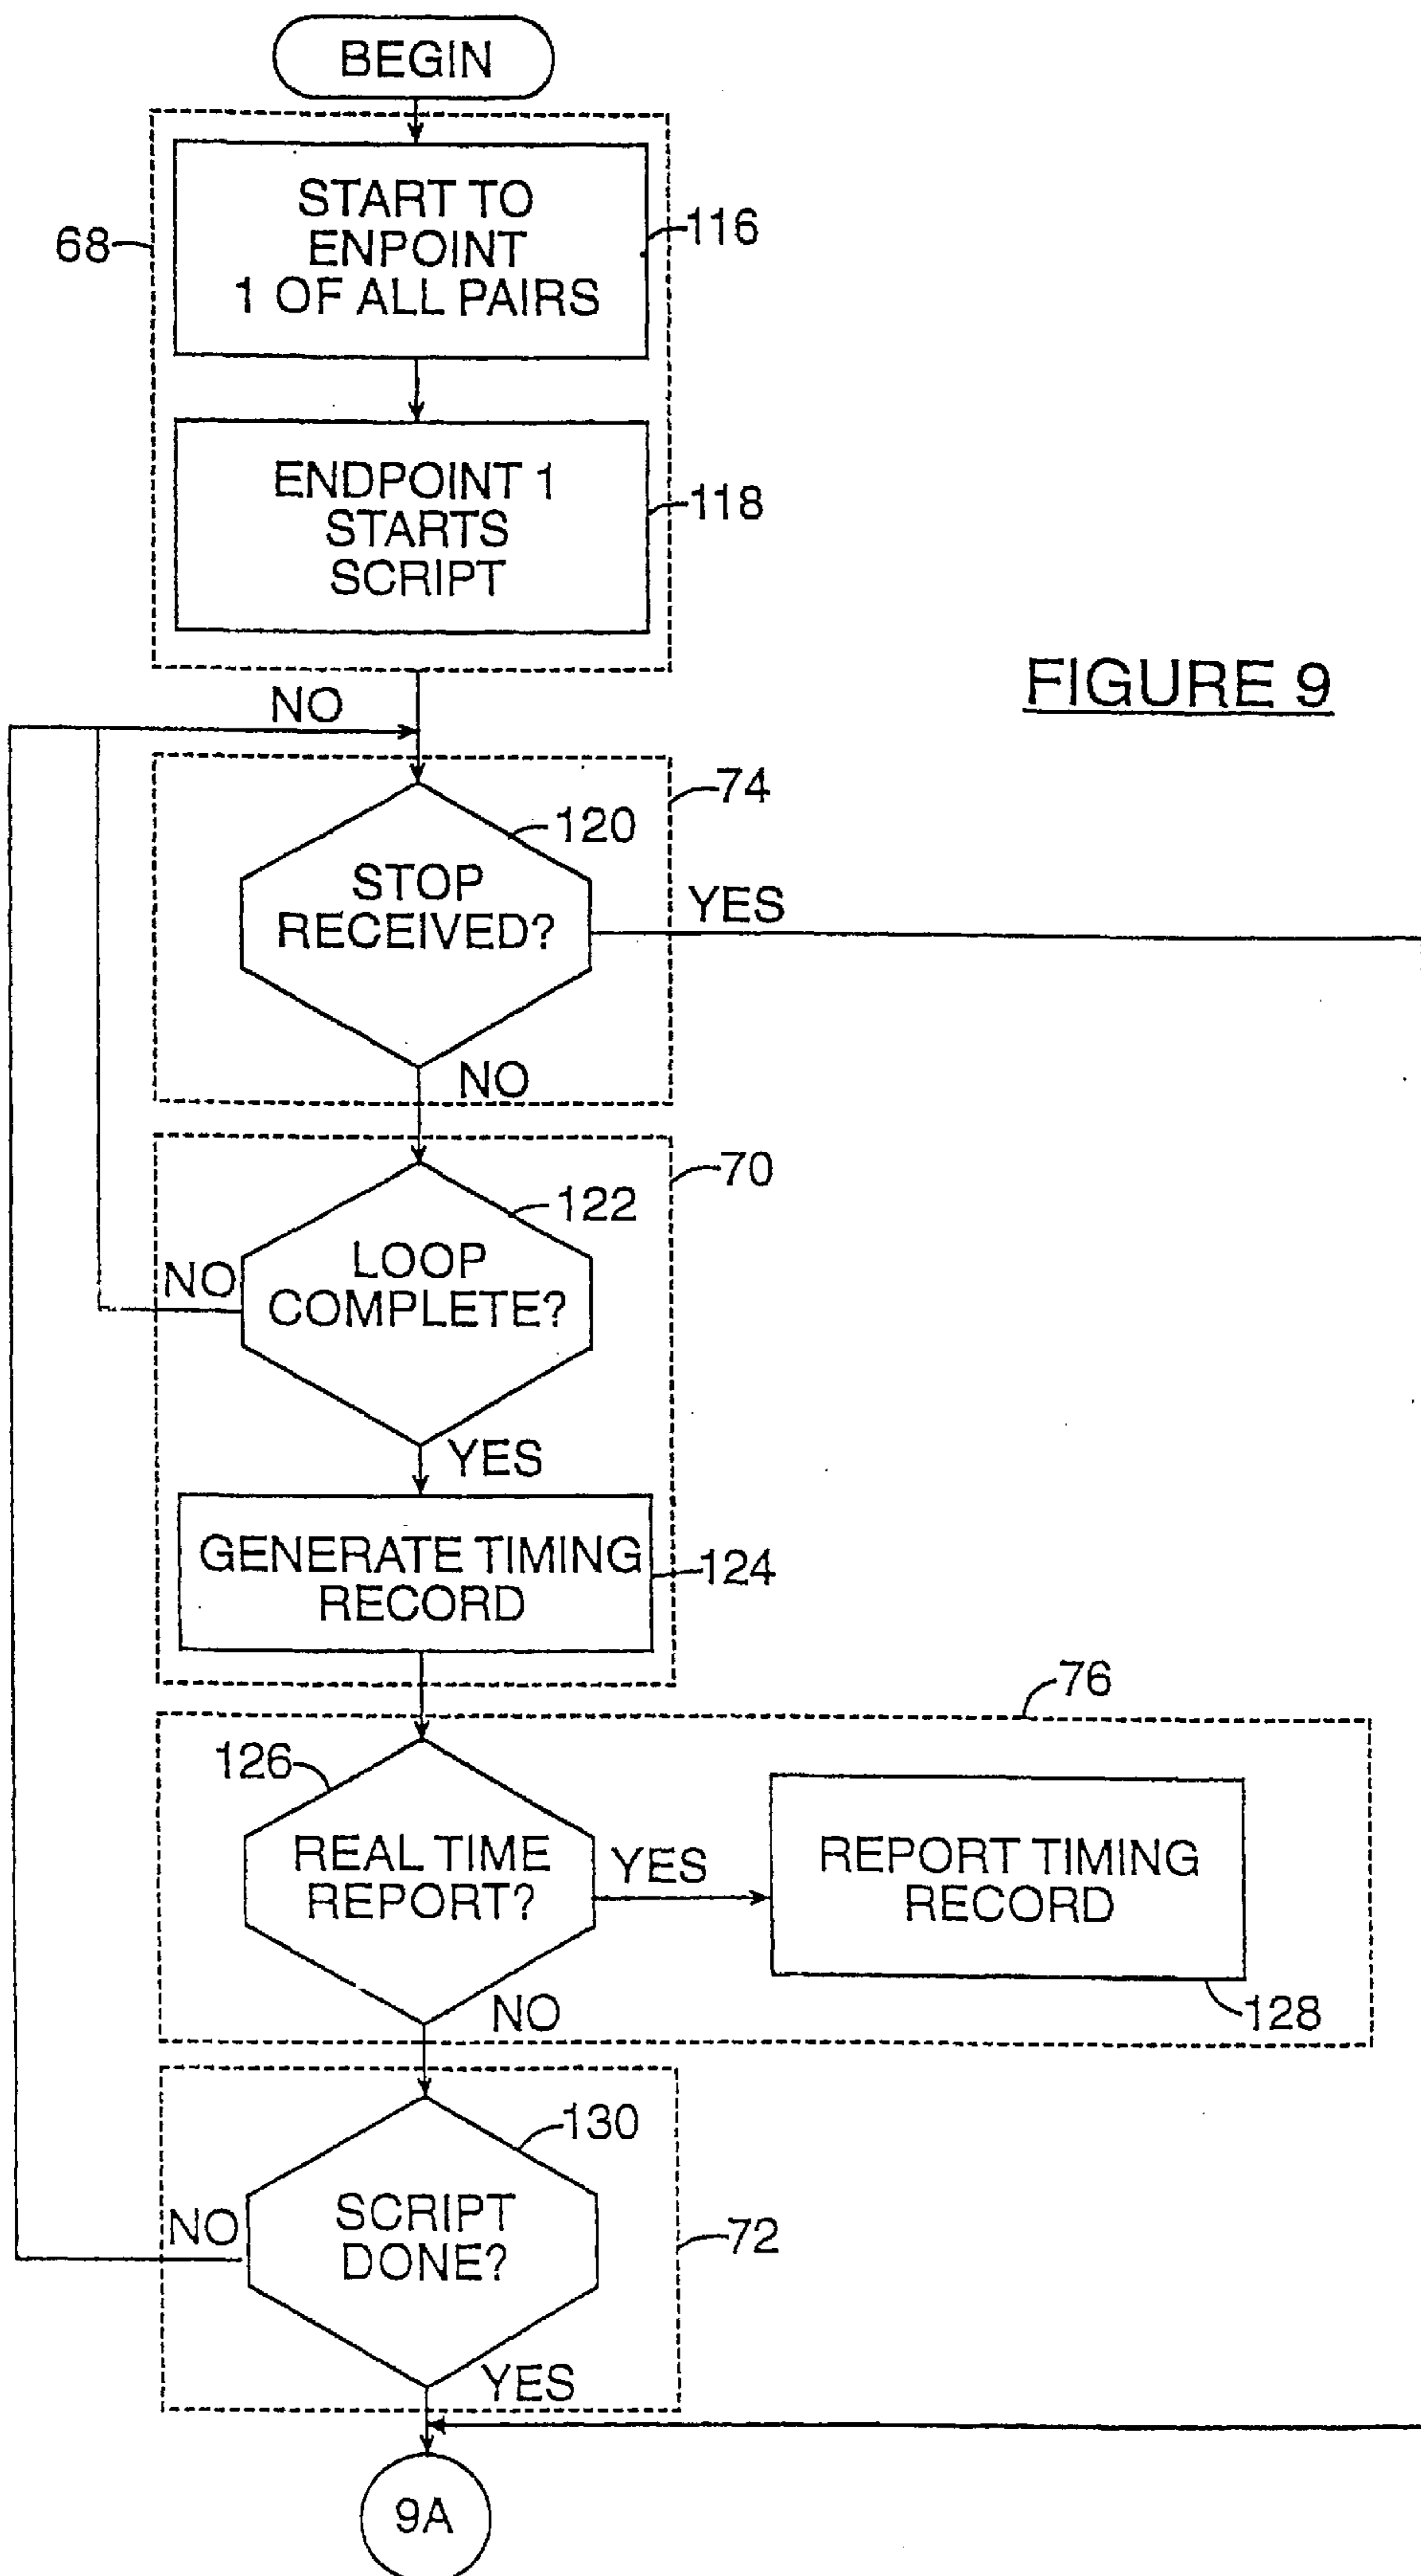 BEGIN
START TO
ENPOINT
1 OF ALL PAIRS
68
116
ENDPOINT 1
STARTS
SCRIPT
118
FIGURE 9
NO
74
120
STOP
RECEIVED?
YES
NO
70
122
LOOP
COMPLETE?
NO
YES
GENERATE TIMING
RECORD
124
76
126
REAL TIME
REPORT?
YES
REPORT TIMING
RECORD
128
NO
130
SCRIPT
DONE?
NO
72
YES
9A